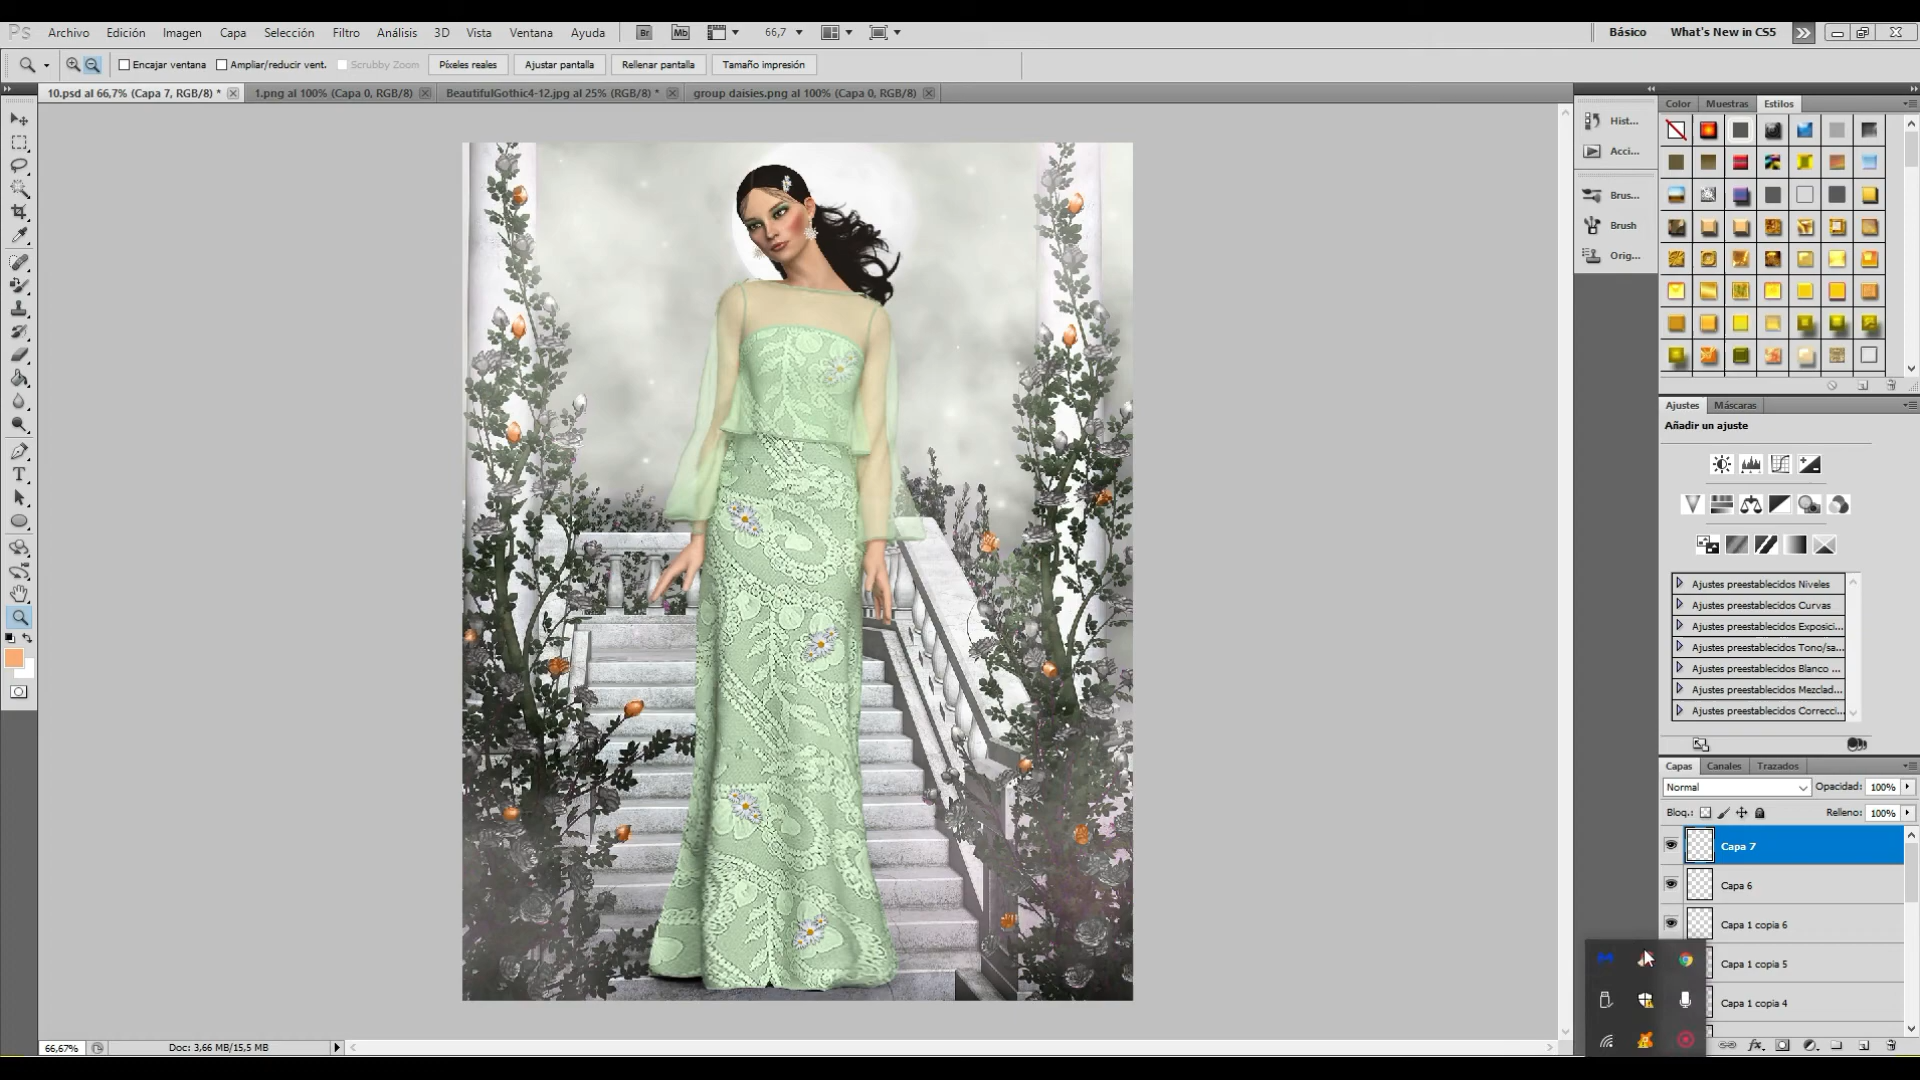 Ps Archivo Edición Imagen Capa Selección Filtro Análisis 3D Vista Ventana Ayuda Br Mb 66,7 Básico What's New in CS5
Encajar ventana Ampliar/reducir vent. Scrubby Zoom Píxeles reales Ajustar pantalla Rellenar pantalla Tamaño impresión
10.psd al 66,7% (Capa 7, RGB/8) * 1.png al 100% (Capa 0, RGB/8) BeautifulGothic4-12.jpg al 25% (RGB/8) * group daisies.png al 100% (Capa 0, RGB/8)
Hist...
Acci...
Brus...
Brush
Orig...
Color Muestras Estilos
Ajustes Máscaras
Añadir un ajuste
Ajustes preestablecidos Niveles
Ajustes preestablecidos Curvas
Ajustes preestablecidos Exposici...
Ajustes preestablecidos Tono/sa...
Ajustes preestablecidos Blanco ...
Ajustes preestablecidos Mezclad...
Ajustes preestablecidos Correcci...
Capas Canales Trazados
Normal Opacidad: 100%
Bloq.: Relleno: 100%
Capa 7
Capa 6
Capa 1 copia 6
Capa 1 copia 5
Capa 1 copia 4
66,67% Doc: 3,66 MB/15,5 MB